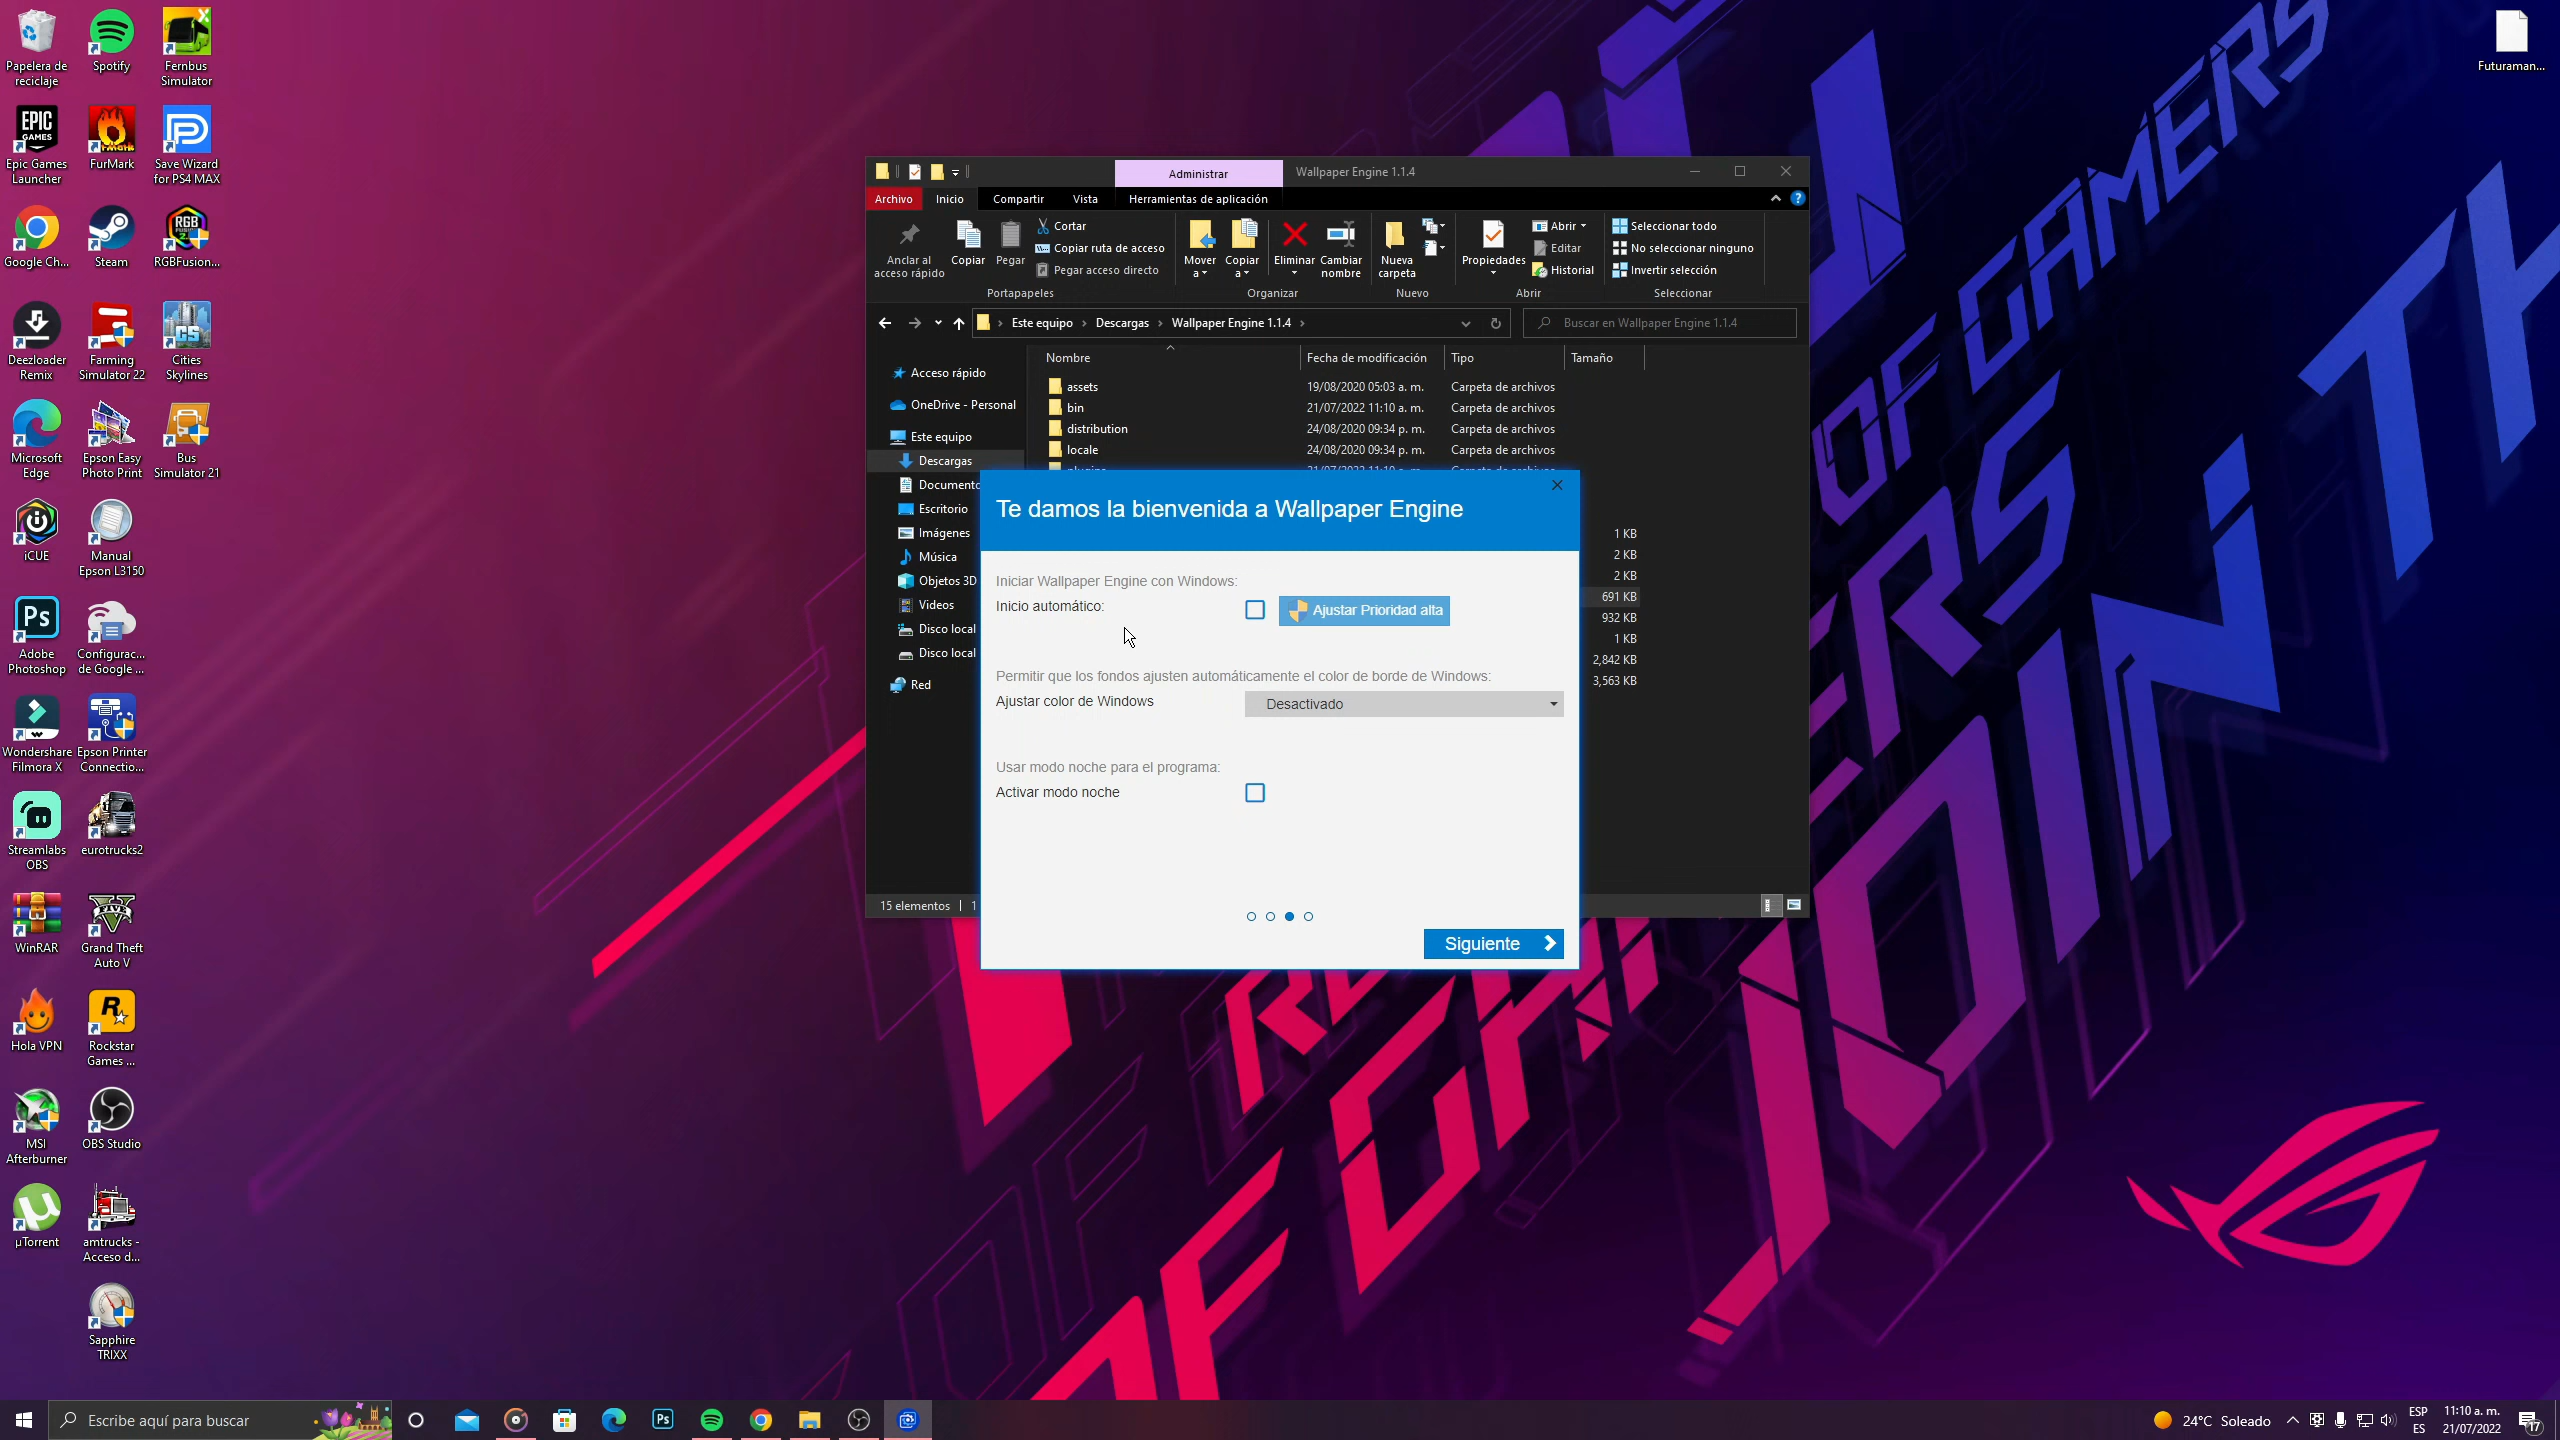 Papelera de
reciclaje
Spotify
Fernbus
Simulator
Futuraman...
Epic Games
Launcher
FurMark
Save Wizard
for PS4 MAX
Google Ch...
Steam
RGBFusion...
Deezloader
Remix
Farming
Simulator 22
Cities
Skylines
Microsoft
Edge
Epson Easy
Photo Print
Bus
Simulator 21
iCUE
Manual
Epson L3150
Adobe
Photoshop
Configurac...
de Google ...
Wondershare
Filmora X
Epson Printer
Connectio...
Streamlabs
OBS
eurotrucks2
WinRAR
Grand Theft
Auto V
Hola VPN
Rockstar
Games ...
MSI
Afterburner
OBS Studio
µTorrent
amtrucks -
Acceso d...
Sapphire
TRIXX
Administrar
Wallpaper Engine 1.1.4
Archivo
Inicio
Compartir
Vista
Herramientas de aplicación
Anclar al
acceso rápido
Copiar
Pegar
Cortar
Copiar ruta de acceso
Pegar acceso directo
Mover
a
Copiar
a
Eliminar
Cambiar
nombre
Nueva
carpeta
Propiedades
Abrir
Editar
Historial
Seleccionar todo
No seleccionar ninguno
Invertir selección
Portapapeles
Organizar
Nuevo
Abrir
Seleccionar
Este equipo > Descargas > Wallpaper Engine 1.1.4 >
Buscar en Wallpaper Engine 1.1.4
Nombre
Fecha de modificación
Tipo
Tamaño
Acceso rápido
OneDrive - Personal
Este equipo
Descargas
Documento
Escritorio
Imágenes
Música
Objetos 3D
Videos
Disco local
Disco local
Red
assets 19/08/2020 05:03 a. m. Carpeta de archivos
bin 21/07/2022 11:10 a. m. Carpeta de archivos
distribution 24/08/2020 09:34 p. m. Carpeta de archivos
locale 24/08/2020 09:34 p. m. Carpeta de archivos
1 KB
2 KB
2 KB
691 KB
932 KB
1 KB
2,842 KB
3,563 KB
15 elementos
1
Te damos la bienvenida a Wallpaper Engine
Iniciar Wallpaper Engine con Windows:
Inicio automático:
Ajustar Prioridad alta
Permitir que los fondos ajusten automáticamente el color de borde de Windows:
Ajustar color de Windows
Desactivado
Usar modo noche para el programa:
Activar modo noche
Siguiente
OF GAMERS
JOIN TH
Escribe aquí para buscar
24°C Soleado
ESP
ES
11:10 a. m.
21/07/2022
17